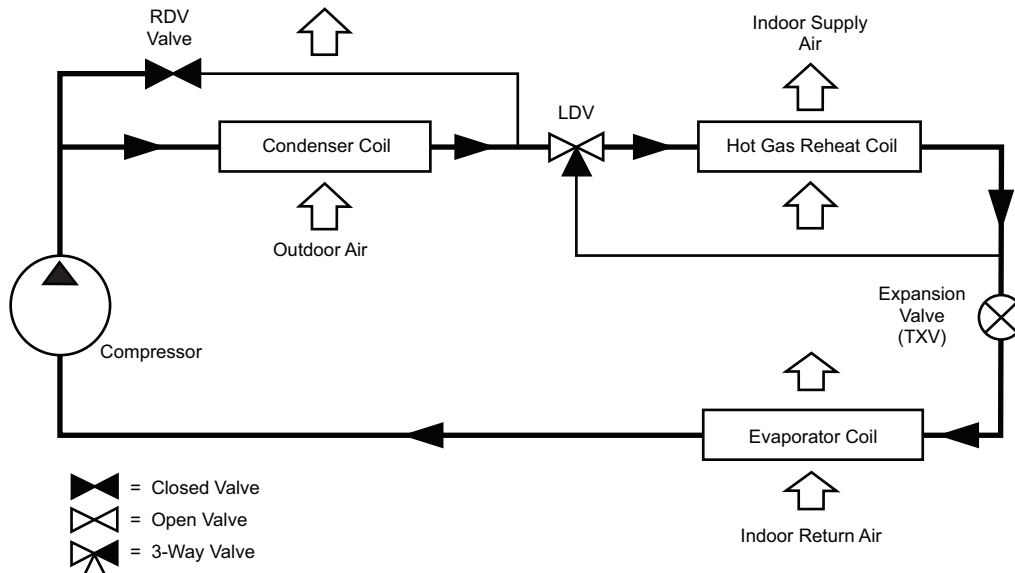 RDV
Valve
Indoor Supply
Air
LDV
Condenser Coil
Hot Gas Reheat Coil
Outdoor Air
Expansion
Valve
(TXV)
Compressor
Evaporator Coil
Indoor Return Air
= Closed Valve
= Open Valve
= 3-Way Valve